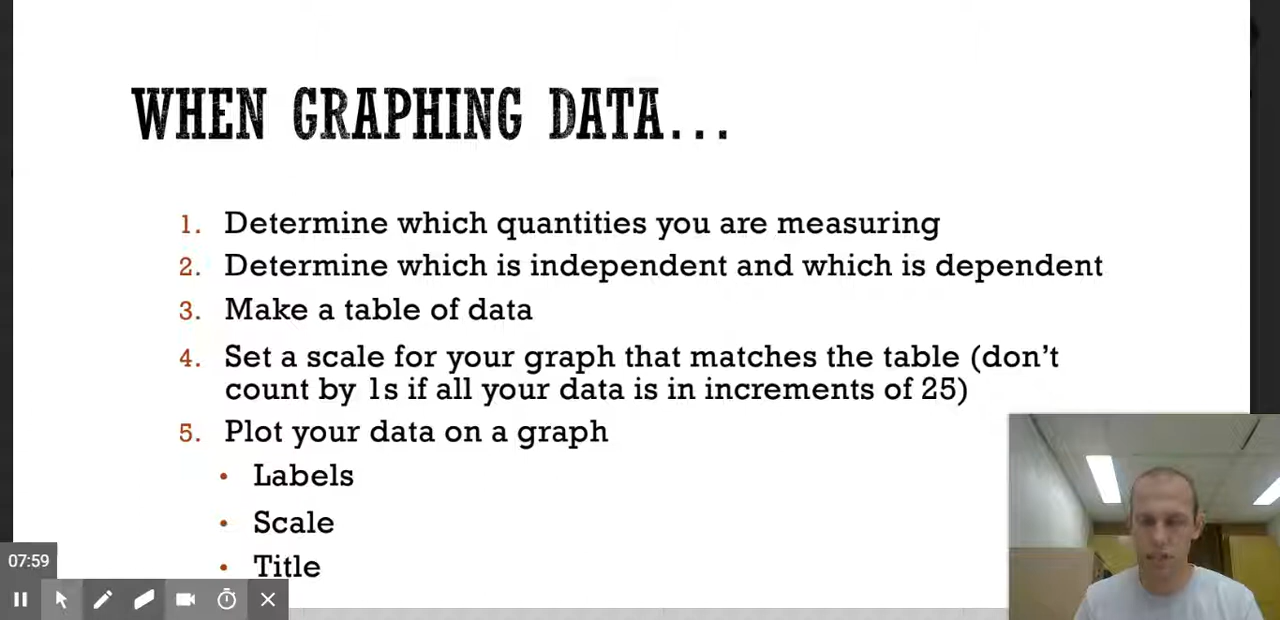 WHEN GRAPHING DATA...
1. Determine which quantities you are measuring
2. Determine which is independent and which is dependent
3. Make a table of data
4. Set a scale for your graph that matches the table (don't
count by 1s if all your data is in increments of 25)
5. Plot your data on a graph
• Labels
• Scale
• Title
07:59